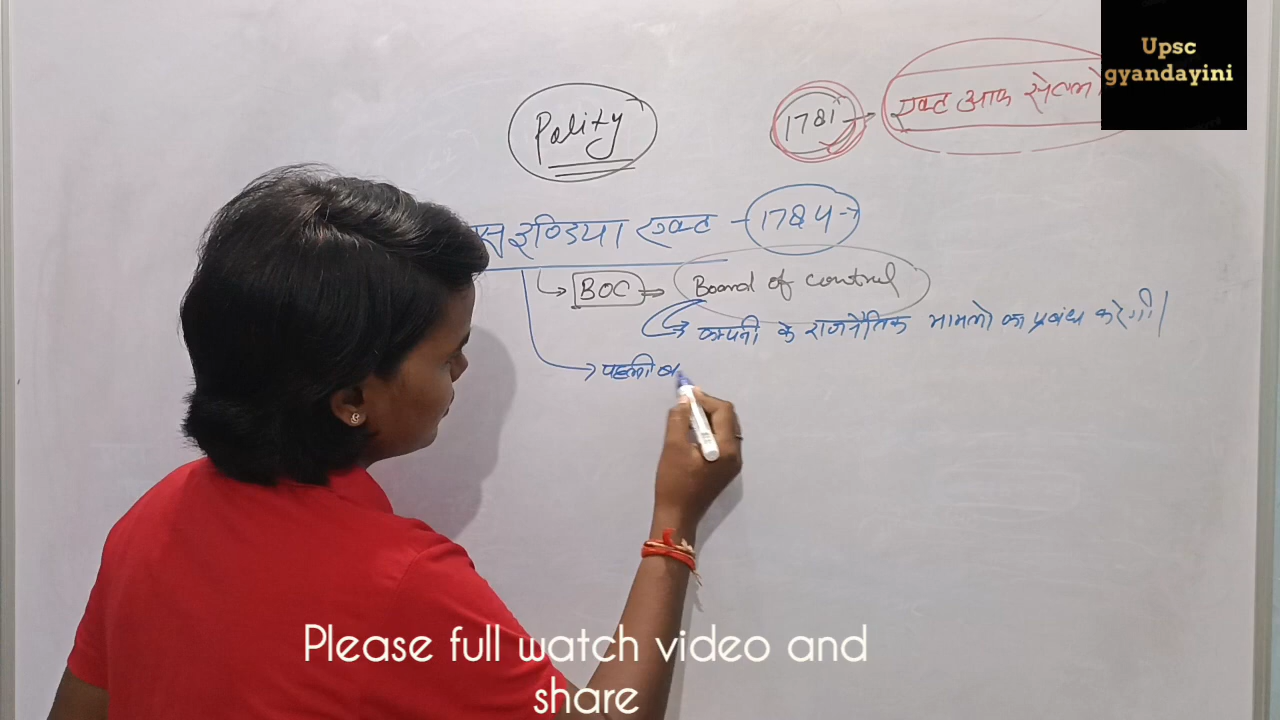 Upsc
gyandayini
Polity
1781 → एक्ट आफ
इण्डिया एक्ट - 1784 →
→ BOC → Board of control
→ कम्पनी के राजनैतिक मामलो का प्रबंध करेगी।
→ पहली
Please full watch video and
share